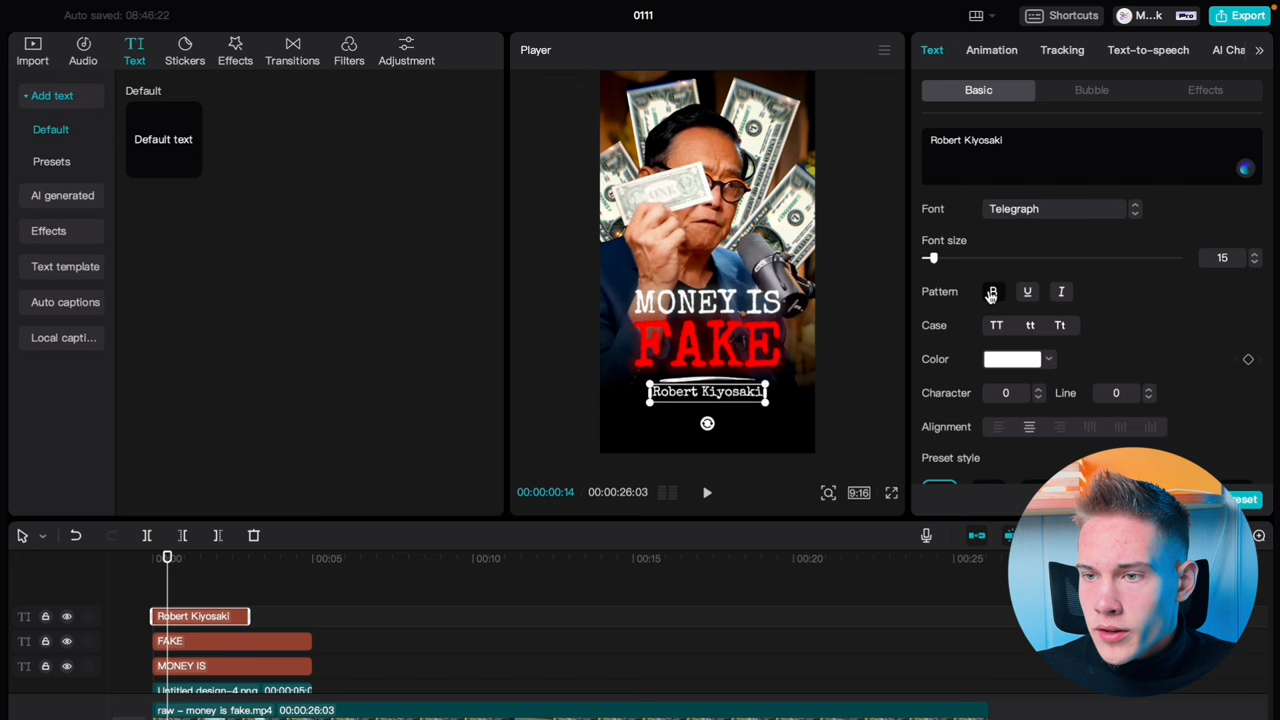 Auto saved: 08:46:22
0111
Shortcuts
M...k
Pro
Export
Import
Audio
TI
Text
Stickers
Effects
Transitions
Filters
Adjustment
Add text
Default
Presets
AI generated
Effects
Text template
Auto captions
Local capti...
Default
Default text
Player
ONE
MONEY IS
FAKE
Robert Kiyosaki
00:00:00:14
00:00:26:03
9:16
Text
Animation
Tracking
Text-to-speech
AI Cha
Basic
Bubble
Effects
Robert Kiyosaki
Font
Telegraph
Font size
15
Pattern
B
U
I
Case
TT
tt
Tt
Color
Character
0
Line
0
Alignment
Preset style
reset
00:00
00:05
00:10
00:15
00:20
00:25
TI
Robert Kiyosaki
TI
FAKE
TI
MONEY IS
Untitled design-4.png 00:00:05:0
raw - money is fake.mp4 00:00:26:03